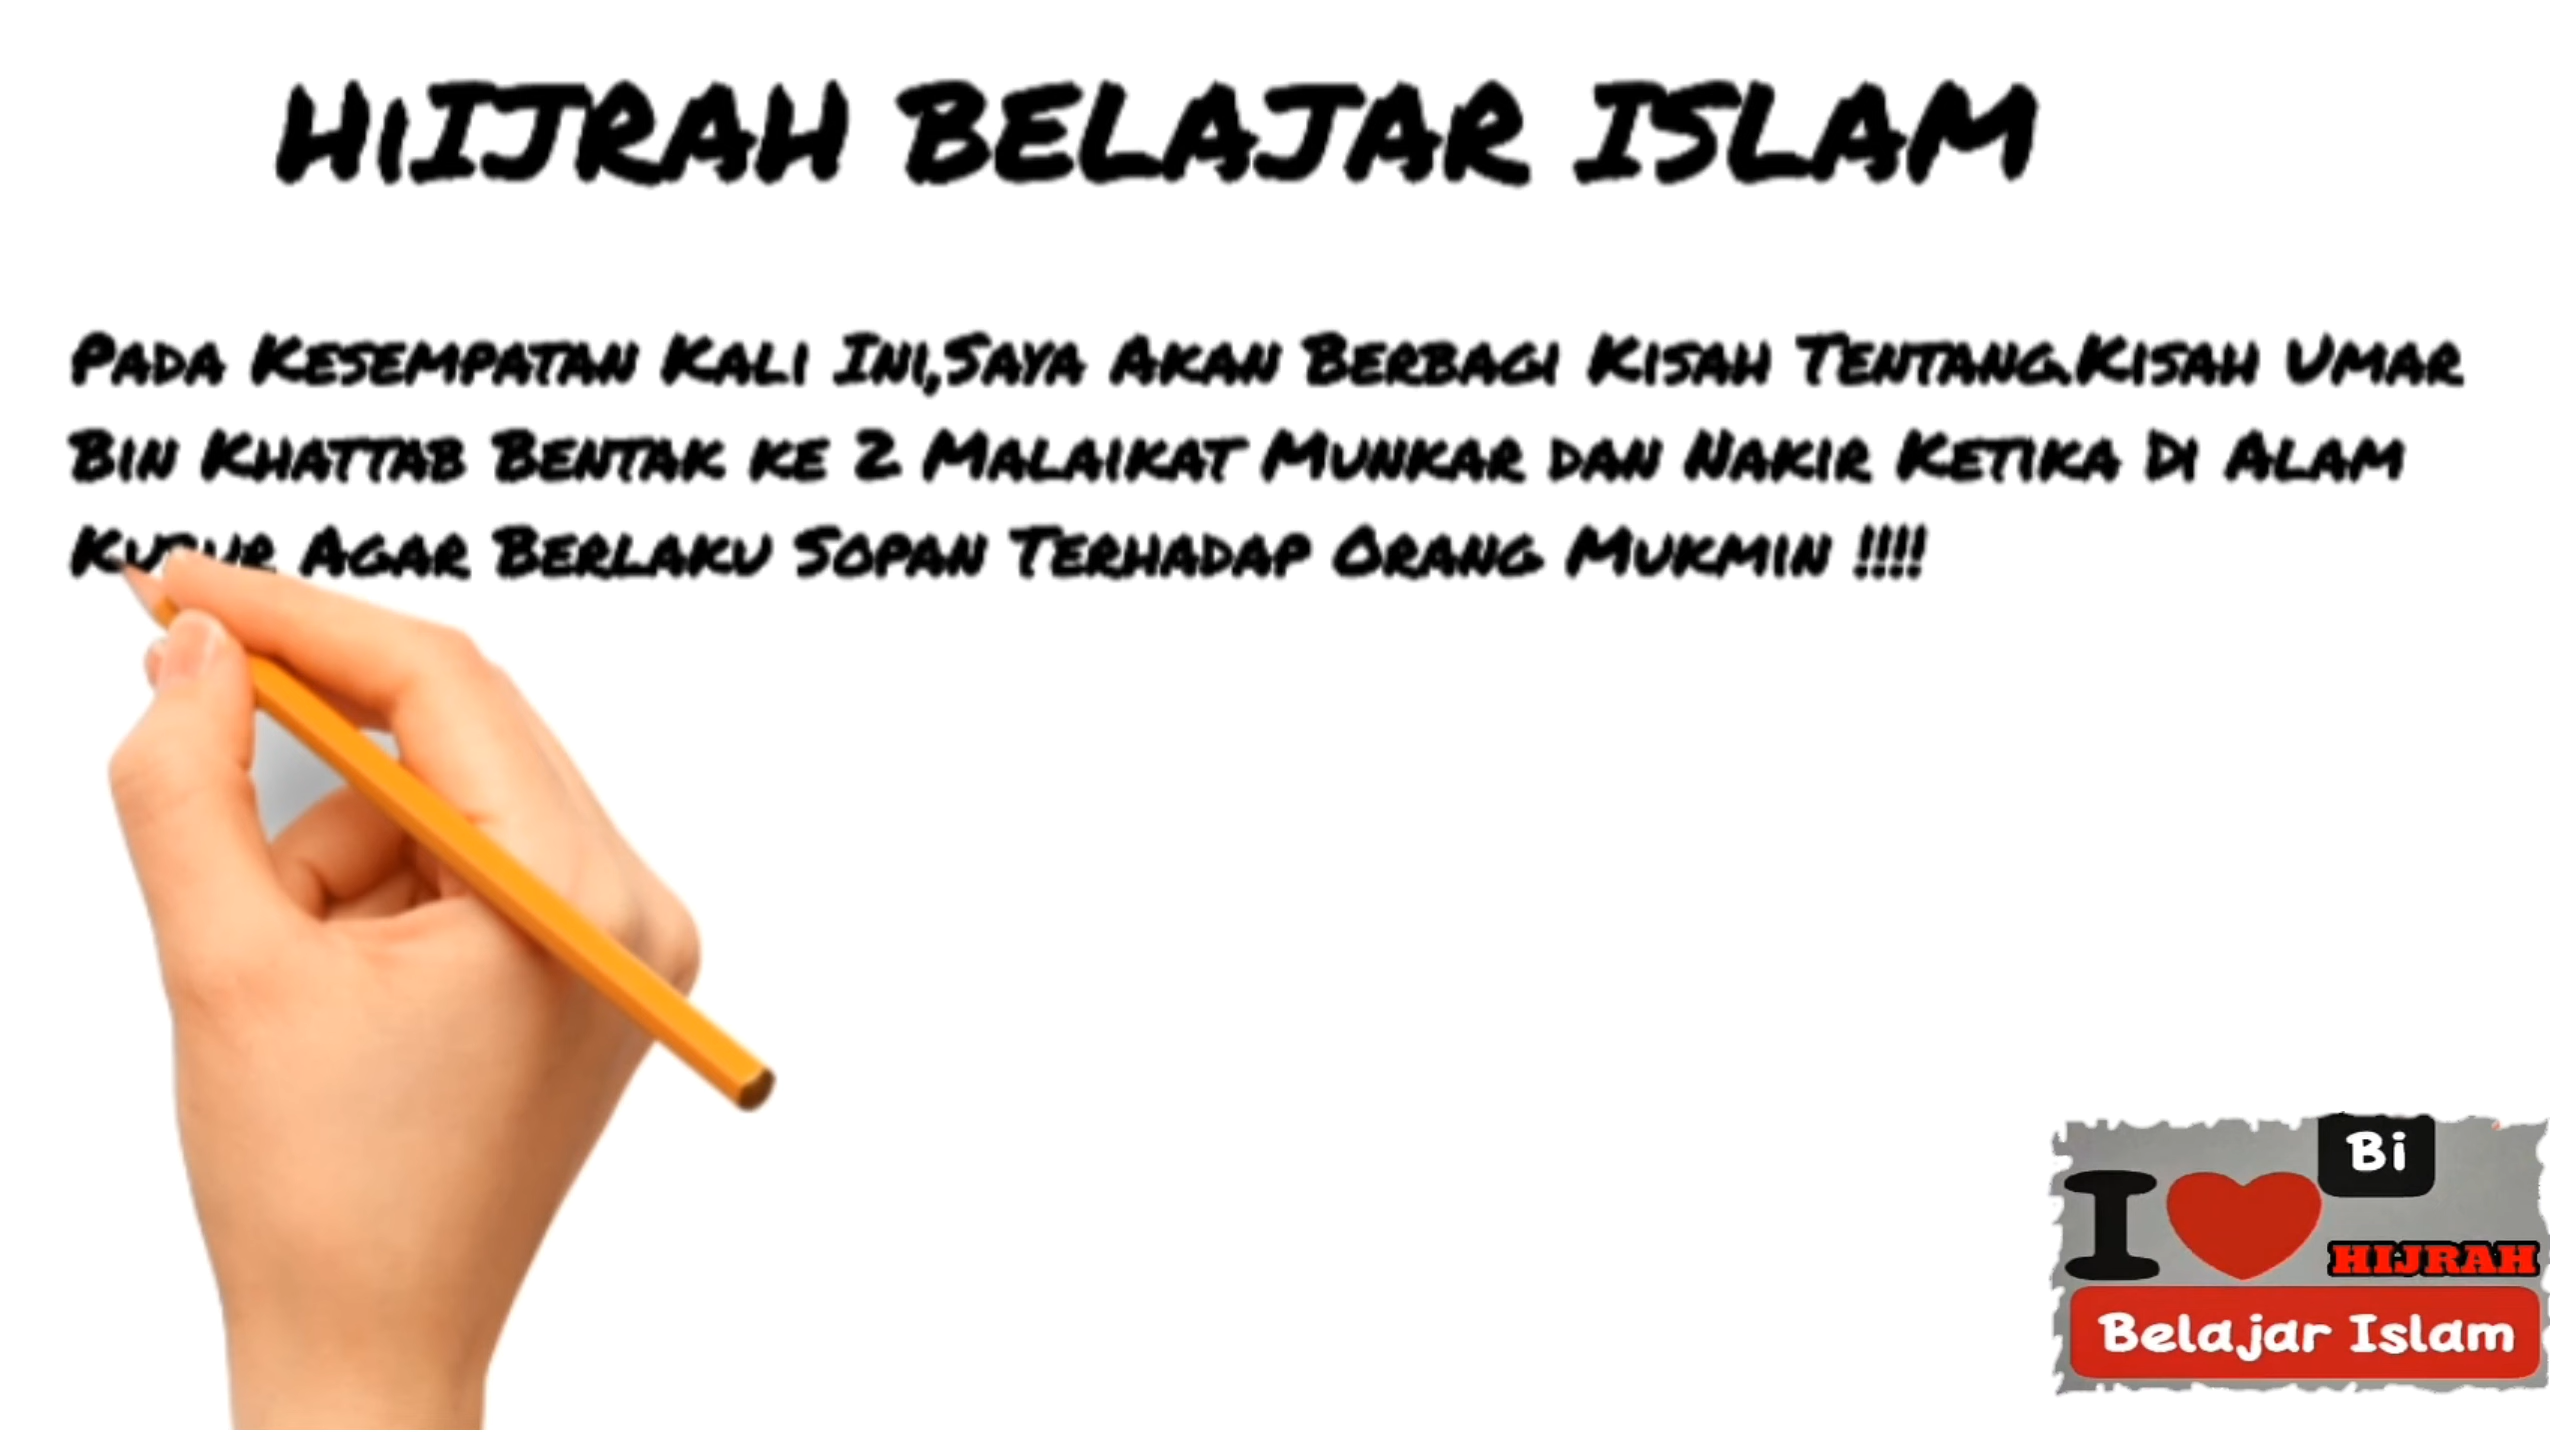 HiIJRAH BELAJAR ISLAM
Pada Kesempatan Kali Ini,Saya Akan Berbagi Kisah Tentang.Kisah Umar
Bin Khattab Bentak ke 2 Malaikat Munkar dan Nakir Ketika Di Alam
Kubur Agar Berlaku Sopan Terhadap Orang Mukmin !!!!
Bi
I
HIJRAH
Belajar Islam